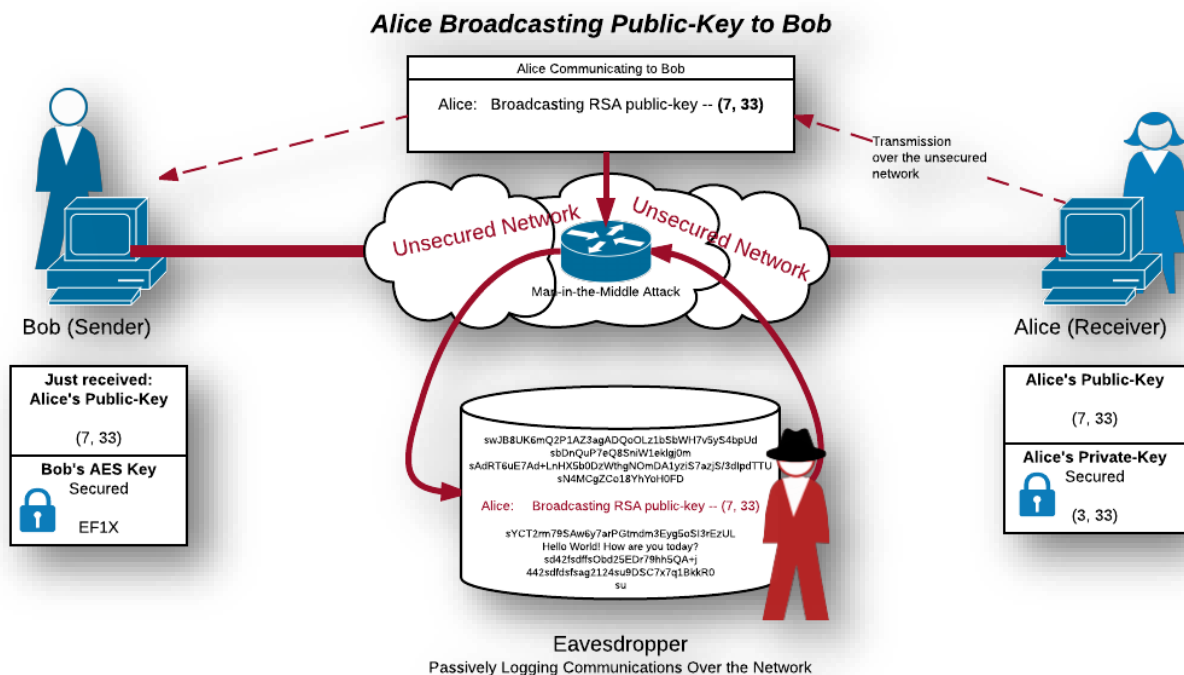 Alice Broadcasting Public-Key to Bob
Alice Communicating to Bob
Alice: Broadcasting RSA public-key -- (7, 33)
Transmission
over the unsecured
network
Unsecured Network
Unsecured Network
Man-in-the-Middle Attack
Bob (Sender)
Alice (Receiver)
Just received:
Alice's Public-Key
(7, 33)
Bob's AES Key
Secured
EF1X
Alice's Public-Key
(7, 33)
Alice's Private-Key
Secured
(3, 33)
swJB8UK6mQ2P1AZ3agADQoOLz1bSbWH7v5yS4bpUd
sbDnQuP7eQ8SniW1eklgj0m
sAdRT6uE7Ad+LnHX5b0DzWthgNOmDA1yziS7azjS/3dIpdTTU
sN4MCgZCo18YhYoH0FD
Alice: Broadcasting RSA public-key -- (7, 33)
sYCT2rm79SAw6y7arPGtmdm3Eyg5oSI3rEzUL
Hello World! How are you today?
sd42fsdffsObd25EDr79hh5QA+j
442sdfdsfsag2124su9DSC7x7q1BkkR0
su
Eavesdropper
Passively Logging Communications Over the Network